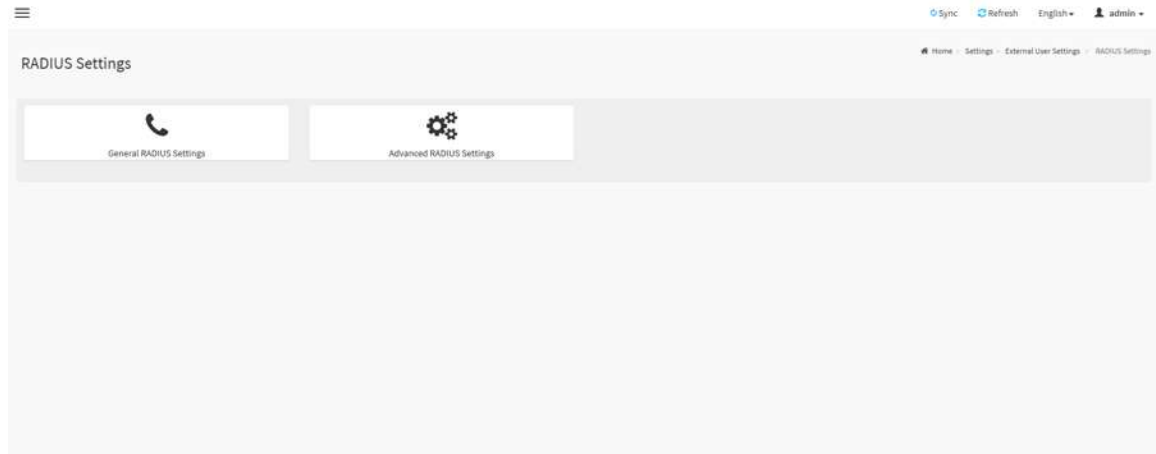 Sync Refresh English admin
Home Settings External User Settings RADIUS Settings
RADIUS Settings
General RADIUS Settings
Advanced RADIUS Settings